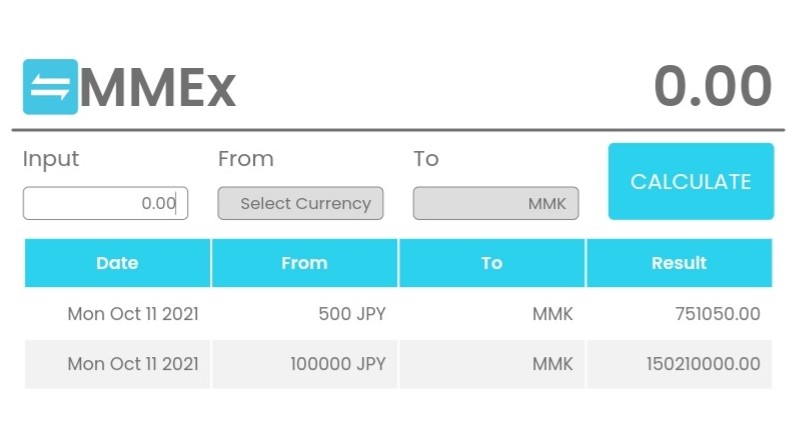 MMEx 0.00
Input From To
CALCULATE
0.00 Select Currency MMK
Date From To Result
Mon Oct 11 2021 500 JPY MMK 751050.00
Mon Oct 11 2021 100000 JPY MMK 150210000.00